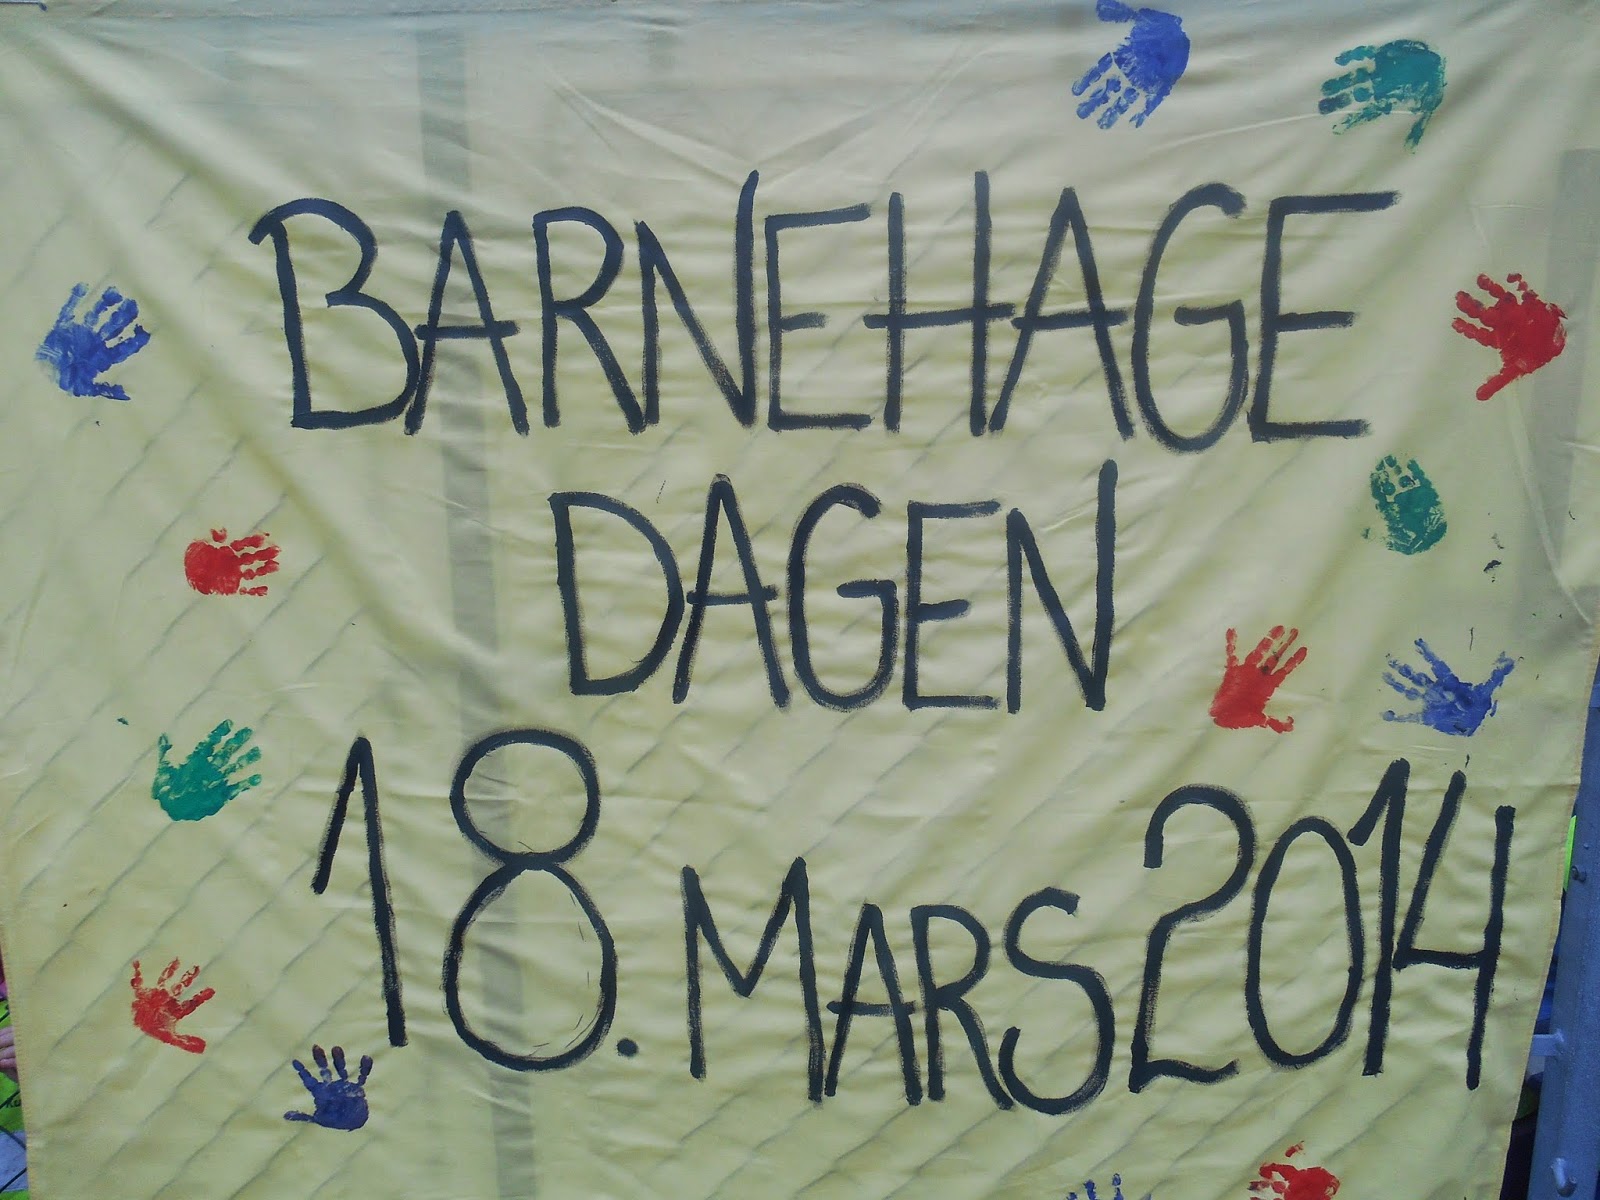 BARNEHAGE
DAGEN
18. MARS 2014